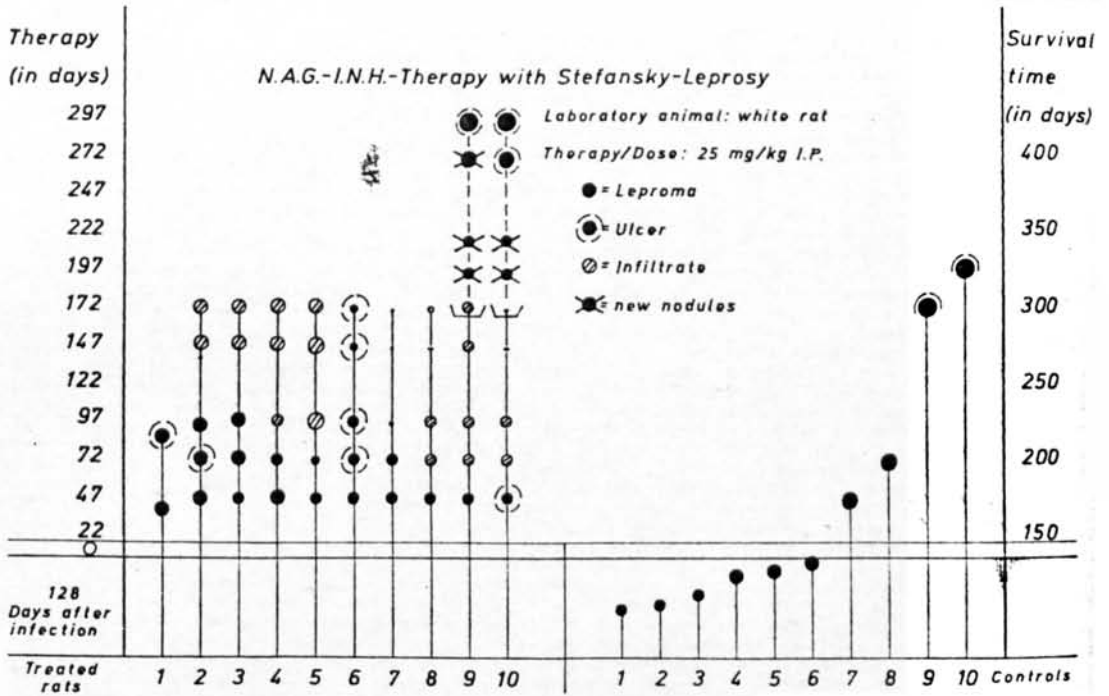 Therapy
(in days)
297
272
247
222
197
172
147
122
97
72
47
22
0
128
Days after
infection
Treated
rats
N.A.G.-I.N.H.-Therapy with Stefansky-Leprosy
Laboratory animal: white rat
Therapy/Dose: 25 mg/kg I.P.
= Leproma
= Ulcer
= Infiltrate
= new nodules
Survival
time
(in days)
400
350
300
250
200
150
1 2 3 4 5 6 7 8 9 10
1 2 3 4 5 6 7 8 9 10 Controls